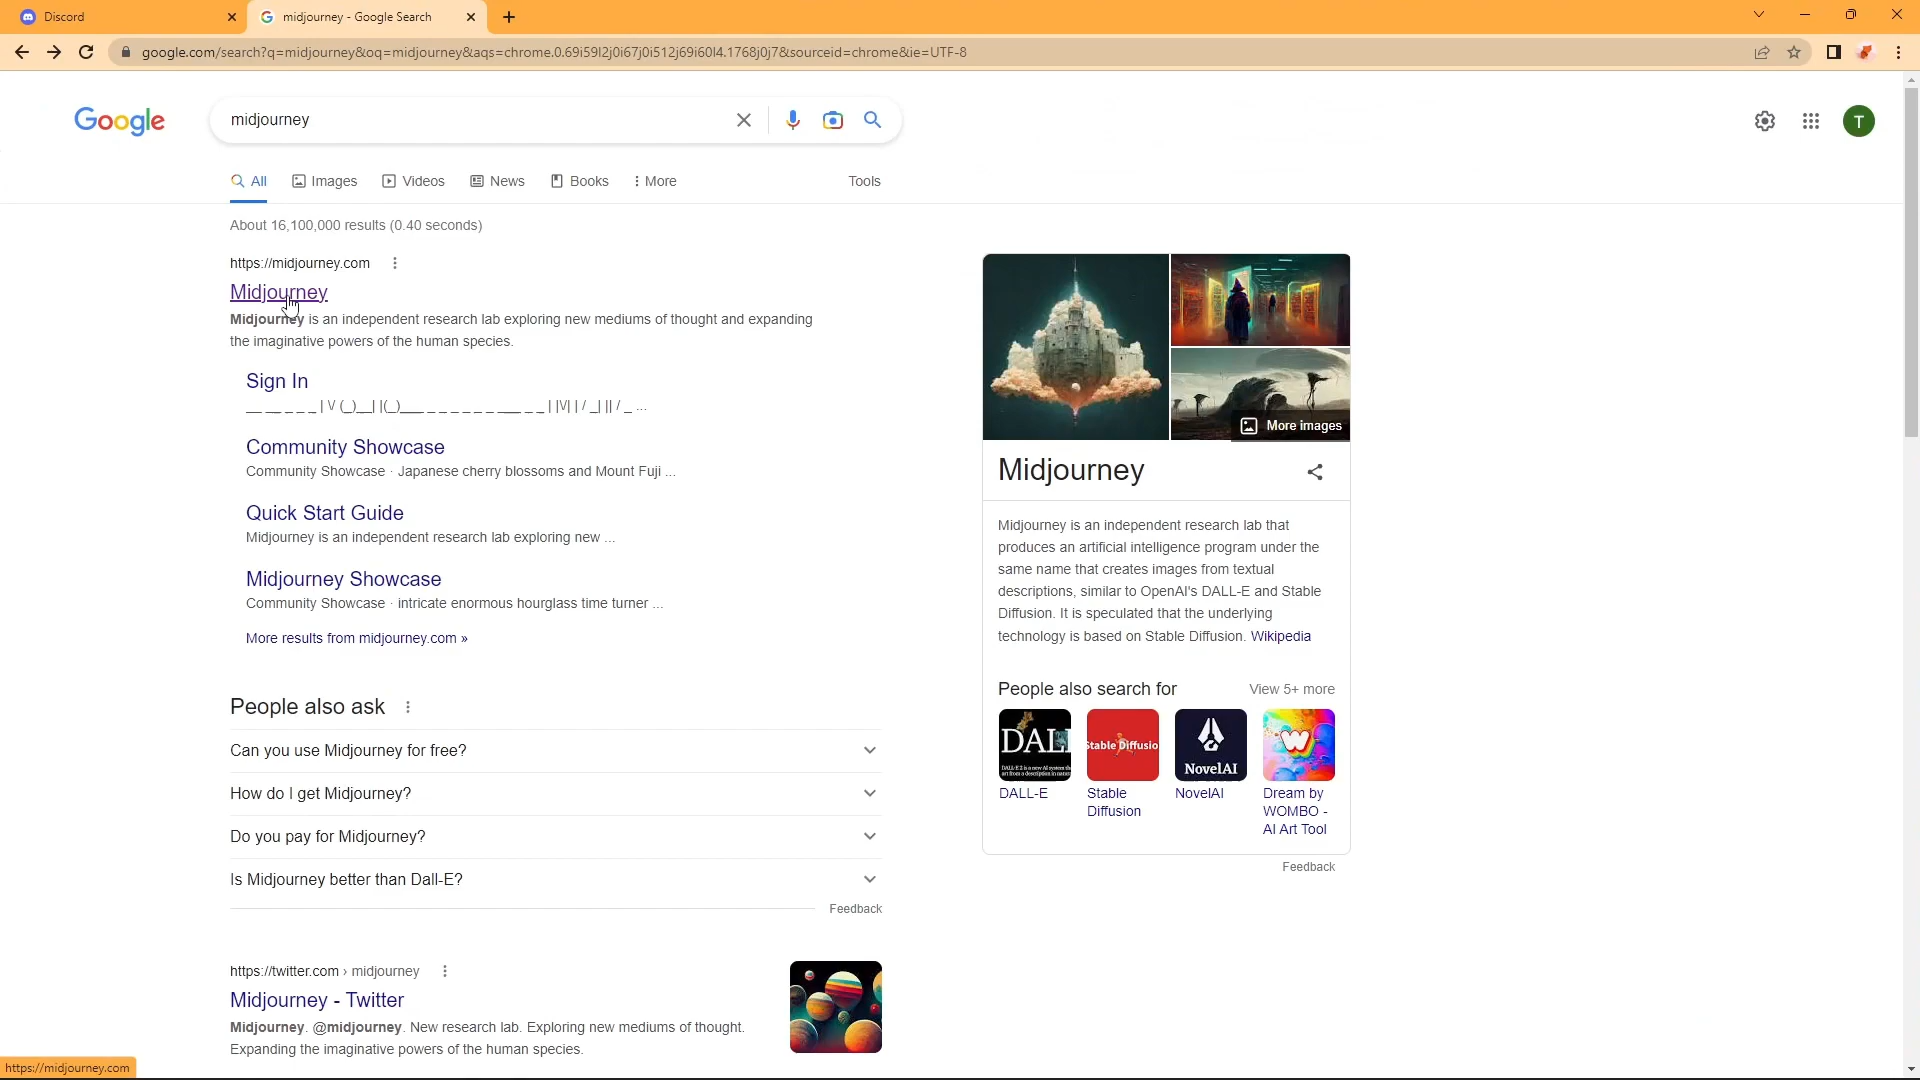 Discord
midjourney - Google Search
google.com/search?q=midjourney&oq=midjourney&aqs=chrome.0.69i59l2j0i67j0i512j69i60l4.1768j0j7&sourceid=chrome&ie=UTF-8
Google
midjourney
T
All
Images
Videos
News
Books
More
Tools
About 16,100,000 results (0.40 seconds)
https://midjourney.com
Midjourney
Midjourney is an independent research lab exploring new mediums of thought and expanding
the imaginative powers of the human species.
Sign In
__ __ _ _ _ _ | \/ (_)__| |(_)___ _ _ _ _ _ _ _ ___ _ _ | |\/| | / _| || / _ ...
Community Showcase
Community Showcase · Japanese cherry blossoms and Mount Fuji ...
Quick Start Guide
Midjourney is an independent research lab exploring new ...
Midjourney Showcase
Community Showcase · intricate enormous hourglass time turner ...
More results from midjourney.com »
People also ask
Can you use Midjourney for free?
How do I get Midjourney?
Do you pay for Midjourney?
Is Midjourney better than Dall-E?
Feedback
https://twitter.com › midjourney
Midjourney - Twitter
Midjourney. @midjourney. New research lab. Exploring new mediums of thought.
Expanding the imaginative powers of the human species.
More images
Midjourney
Midjourney is an independent research lab that
produces an artificial intelligence program under the
same name that creates images from textual
descriptions, similar to OpenAI's DALL-E and Stable
Diffusion. It is speculated that the underlying
technology is based on Stable Diffusion. Wikipedia
People also search for
View 5+ more
DALL
Stable Diffusio
NovelAI
W
DALL-E
Stable
Diffusion
NovelAI
Dream by
WOMBO -
AI Art Tool
Feedback
https://midjourney.com